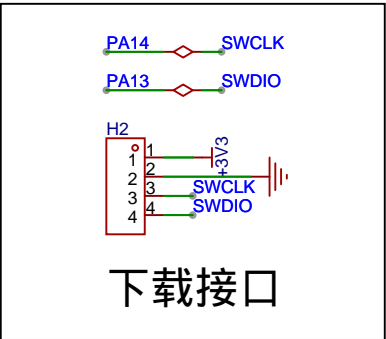 PA14 SWCLK
PA13 SWDIO
H2
1 1 +3V3
2 2
3 3 SWCLK
4 4 SWDIO
下载接口